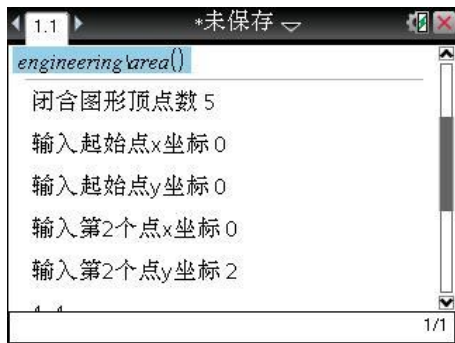 1.1 *未保存
engineering\area()
闭合图形顶点数 5
输入起始点x坐标 0
输入起始点y坐标 0
输入第2个点x坐标 0
输入第2个点y坐标 2
1/1